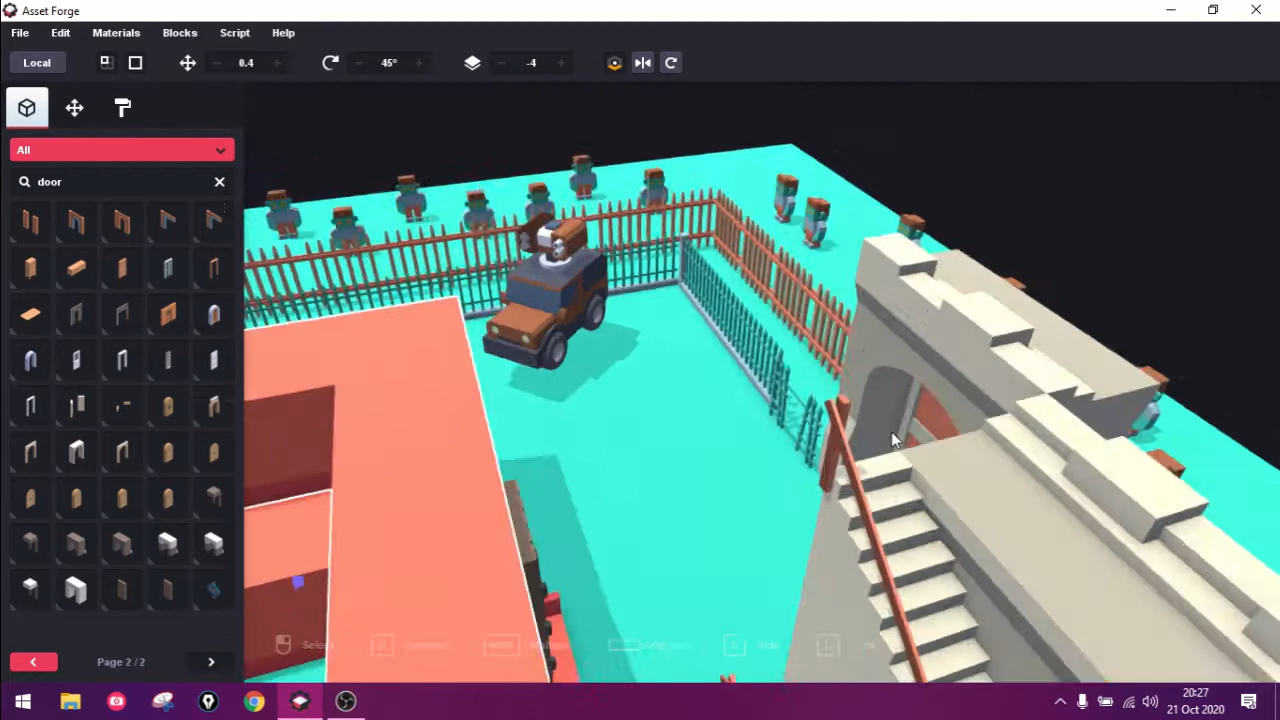 Asset Forge
File Edit Materials Blocks Script Help
Local 0.4 45° -4
All
door
Page 2 / 2
Select
20:27
21 Oct 2020